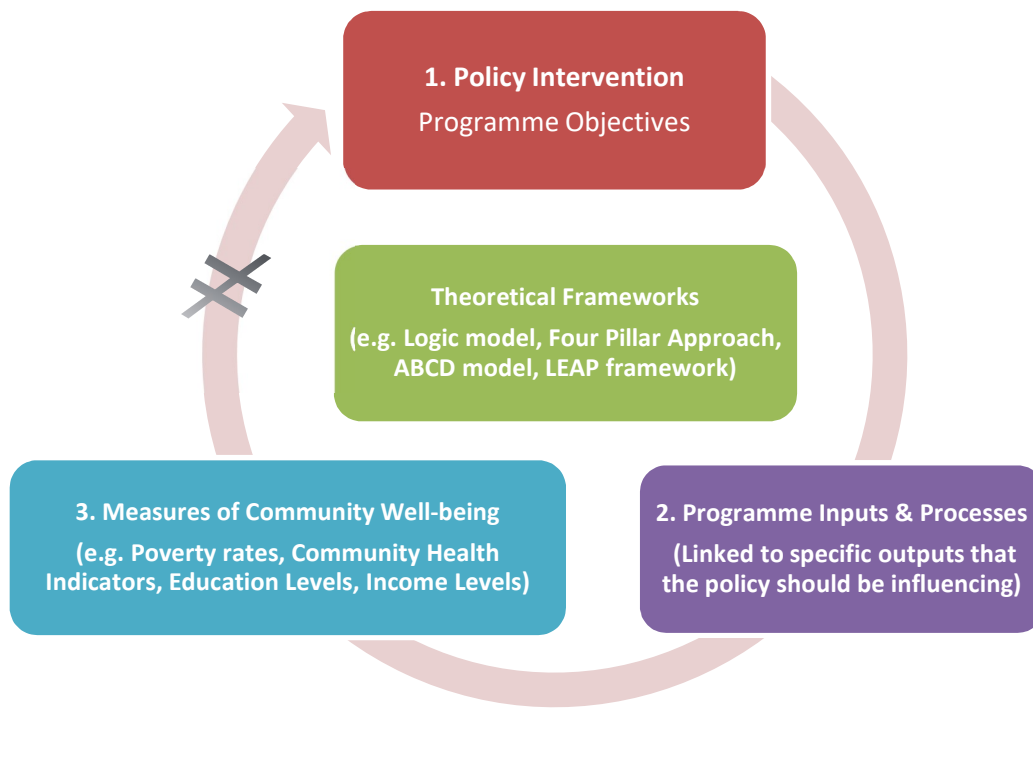 1. Policy Intervention
Programme Objectives
Theoretical Frameworks
(e.g. Logic model, Four Pillar Approach,
ABCD model, LEAP framework)
2. Programme Inputs & Processes
(Linked to specific outputs that
the policy should be influencing)
3. Measures of Community Well-being
(e.g. Poverty rates, Community Health
Indicators, Education Levels, Income Levels)